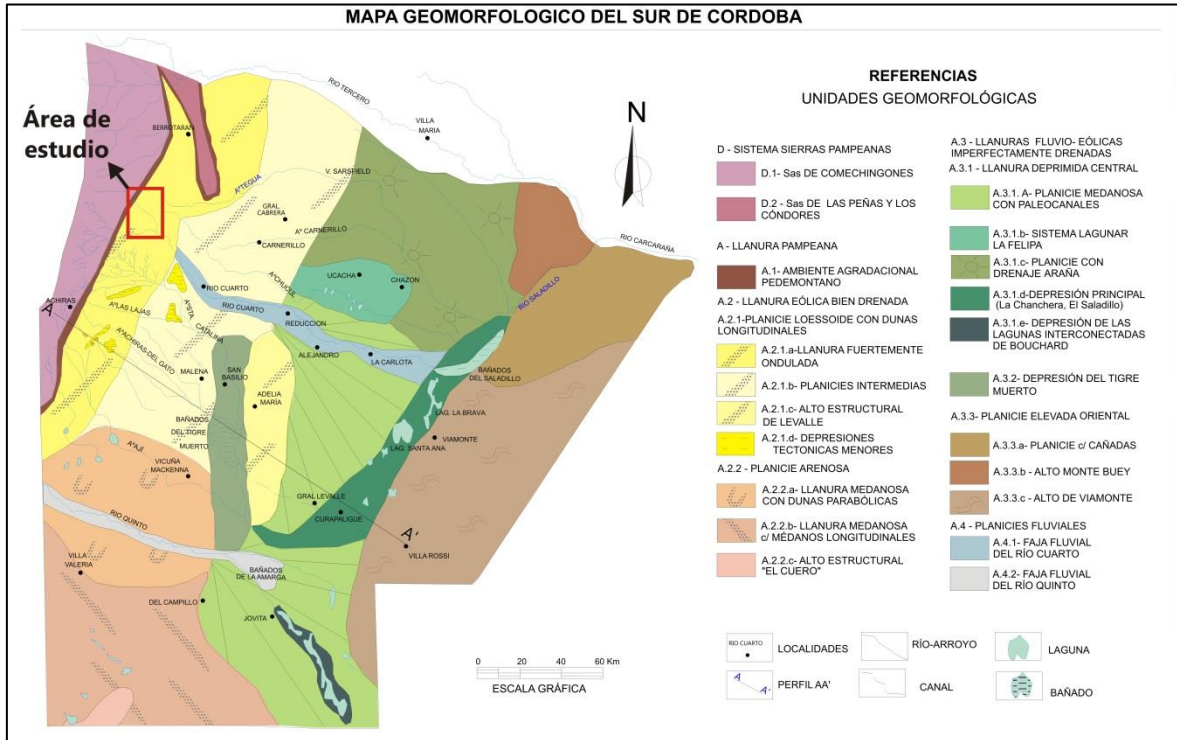 MAPA GEOMORFOLOGICO DEL SUR DE CORDOBA
Área de
estudio
BERROTARAN
RIO TERCERO
VILLA
MARIA
N
AºTEGUA
V. SARSFIELD
GRAL.
CABRERA
Aº CARNERILLO
CARNERILLO
AºCHUCUL
UCACHA
CHAZON
RIO CARCARAÑA
RIO SALADILLO
RIO CUARTO
RIO CUARTO
REDUCCION
ALEJANDRO
LA CARLOTA
BAÑADOS
DEL SALADILLO
ACHIRAS
A
AºLAS LAJAS
AºSTA.
CATALINA
AºACHIRAS-DEL GATO
MALENA
SAN
BASILIO
ADELIA
MARÍA
BAÑADOS
DEL TIGRE
MUERTO
LAG. LA BRAVA
VIAMONTE
LAG. SANTA ANA
AºAJÍ
VICUÑA
MACKENNA
GRAL LEVALLE
CURAPALIGUE
A'
VILLA ROSSI
RIO QUINTO
VILLA
VALERIA
BAÑADOS
DE LA AMARGA
DEL CAMPILLO
JOVITA
0 20 40 60 Km
ESCALA GRÁFICA
REFERENCIAS
UNIDADES GEOMORFOLÓGICAS
D - SISTEMA SIERRAS PAMPEANAS
D.1- Sas DE COMECHINGONES
D.2 - Sas DE LAS PEÑAS Y LOS
CÓNDORES
A - LLANURA PAMPEANA
A.1- AMBIENTE AGRADACIONAL
PEDEMONTANO
A.2 - LLANURA EÓLICA BIEN DRENADA
A.2.1-PLANICIE LOESSOIDE CON DUNAS
LONGITUDINALES
A.2.1.a-LLANURA FUERTEMENTE
ONDULADA
A.2.1.b- PLANICIES INTERMEDIAS
A.2.1.c- ALTO ESTRUCTURAL
DE LEVALLE
A.2.1.d- DEPRESIONES
TECTONICAS MENORES
A.2.2 - PLANICIE ARENOSA
A.2.2.a- LLANURA MEDANOSA
CON DUNAS PARABÓLICAS
A.2.2.b- LLANURA MEDANOSA
c/ MÉDANOS LONGITUDINALES
A.2.2.c- ALTO ESTRUCTURAL
"EL CUERO"
A.3 - LLANURAS FLUVIO- EÓLICAS
IMPERFECTAMENTE DRENADAS
A.3.1 - LLANURA DEPRIMIDA CENTRAL
A.3.1. A- PLANICIE MEDANOSA
CON PALEOCANALES
A.3.1.b- SISTEMA LAGUNAR
LA FELIPA
A.3.1.c- PLANICIE CON
DRENAJE ARAÑA
A.3.1.d-DEPRESIÓN PRINCIPAL
(La Chanchera, El Saladillo)
A.3.1.e- DEPRESIÓN DE LAS
LAGUNAS INTERCONECTADAS
DE BOUCHARD
A.3.2- DEPRESIÓN DEL TIGRE
MUERTO
A.3.3- PLANICIE ELEVADA ORIENTAL
A.3.3.a- PLANICIE c/ CAÑADAS
A.3.3.b - ALTO MONTE BUEY
A.3.3.c - ALTO DE VIAMONTE
A.4 - PLANICIES FLUVIALES
A.4.1- FAJA FLUVIAL
DEL RÍO CUARTO
A.4.2- FAJA FLUVIAL
DEL RÍO QUINTO
RIO CUARTO
LOCALIDADES
RÍO-ARROYO
LAGUNA
A A'
PERFIL AA'
CANAL
BAÑADO